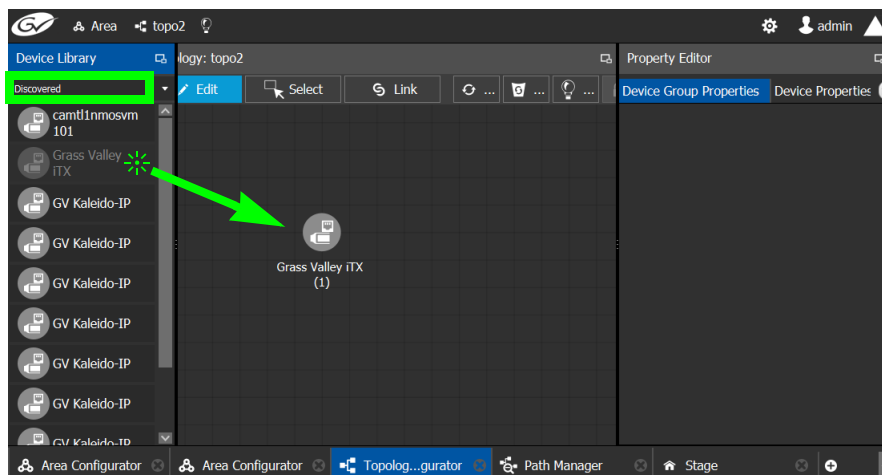 GV Area topo2 admin
Device Library
Discovered
camtl1nmosvm
101
Grass Valley
iTX
GV Kaleido-IP
GV Kaleido-IP
GV Kaleido-IP
GV Kaleido-IP
GV Kaleido-IP
GV Kaleido-IP
GV Kaleido-IP
logy: topo2
Edit Select Link ... ... ...
Grass Valley iTX
(1)
Property Editor
Device Group Properties Device Properties
Area Configurator Area Configurator Topolog...gurator Path Manager Stage